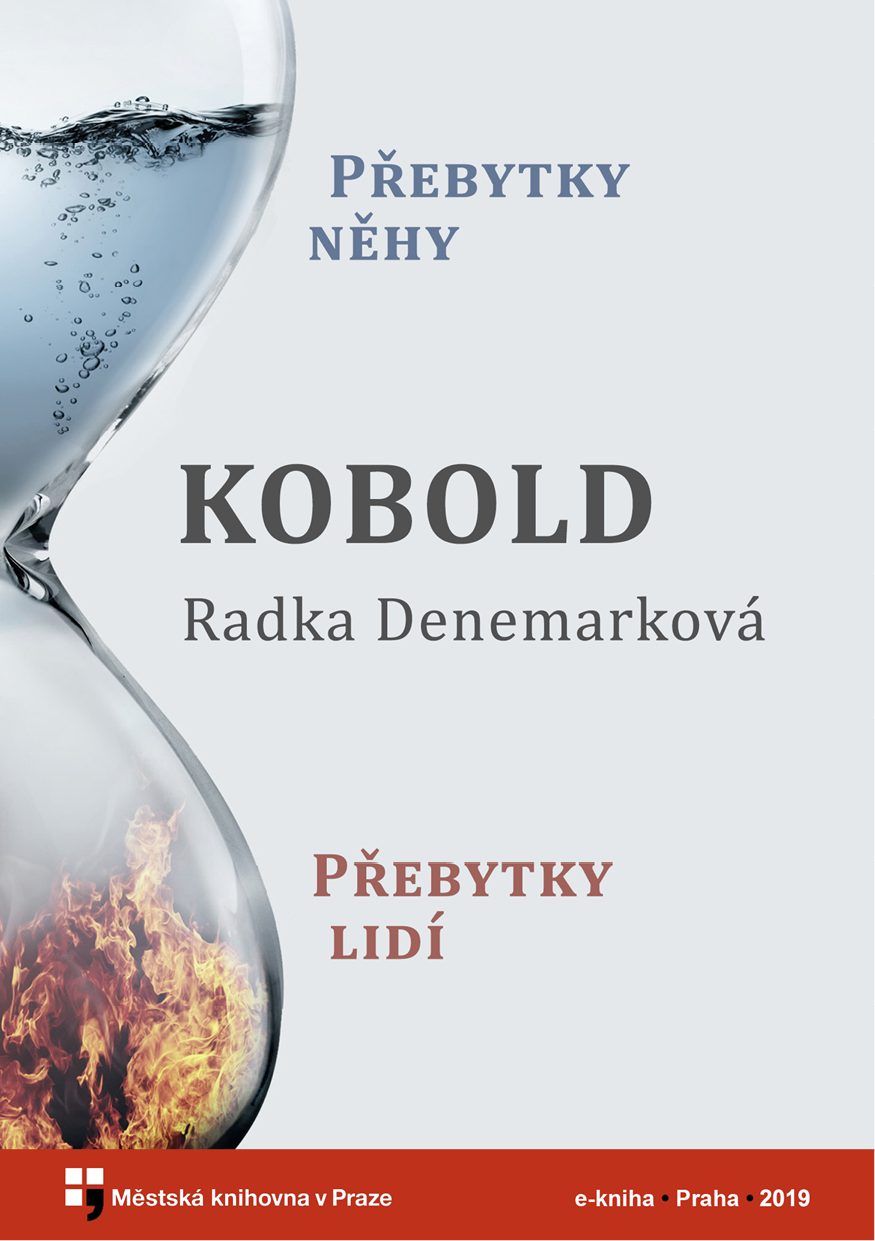 Přebytky
něhy
KOBOLD
Radka Denemarková
Přebytky
lidí
Městská knihovna v Praze
e-kniha • Praha • 2019